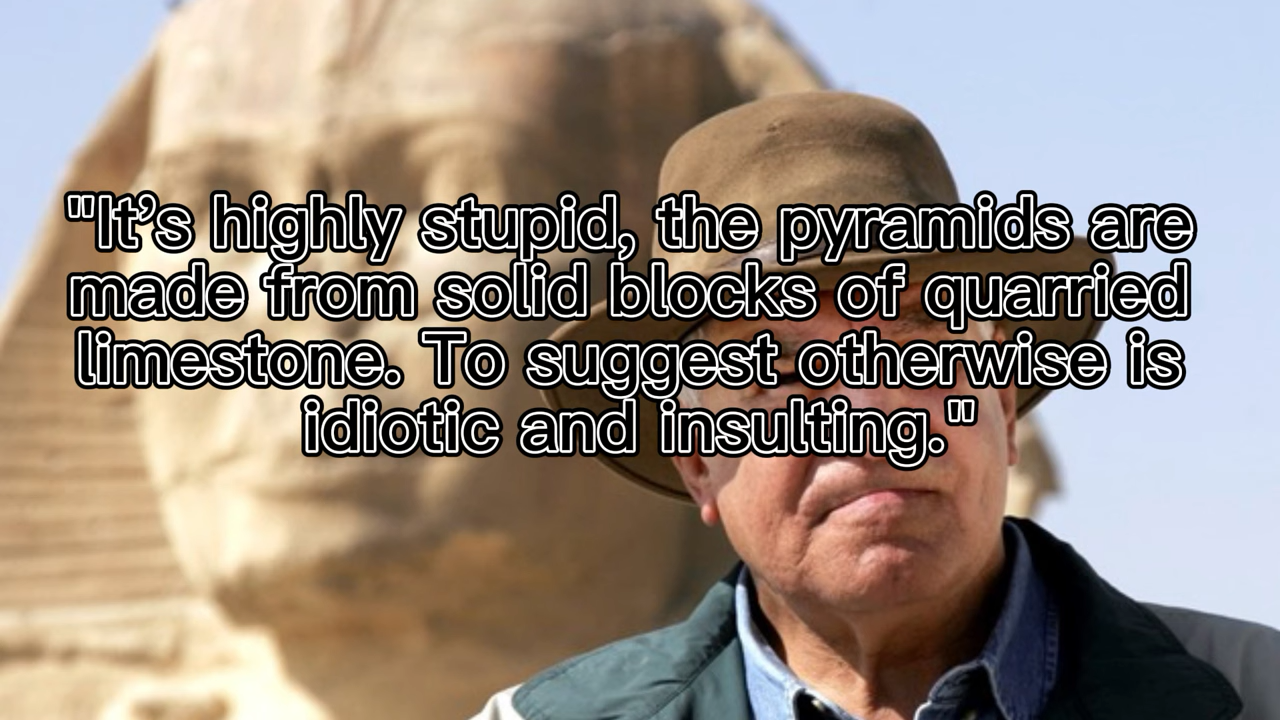 "It’s highly stupid, the pyramids are
made from solid blocks of quarried
limestone. To suggest otherwise is
idiotic and insulting."